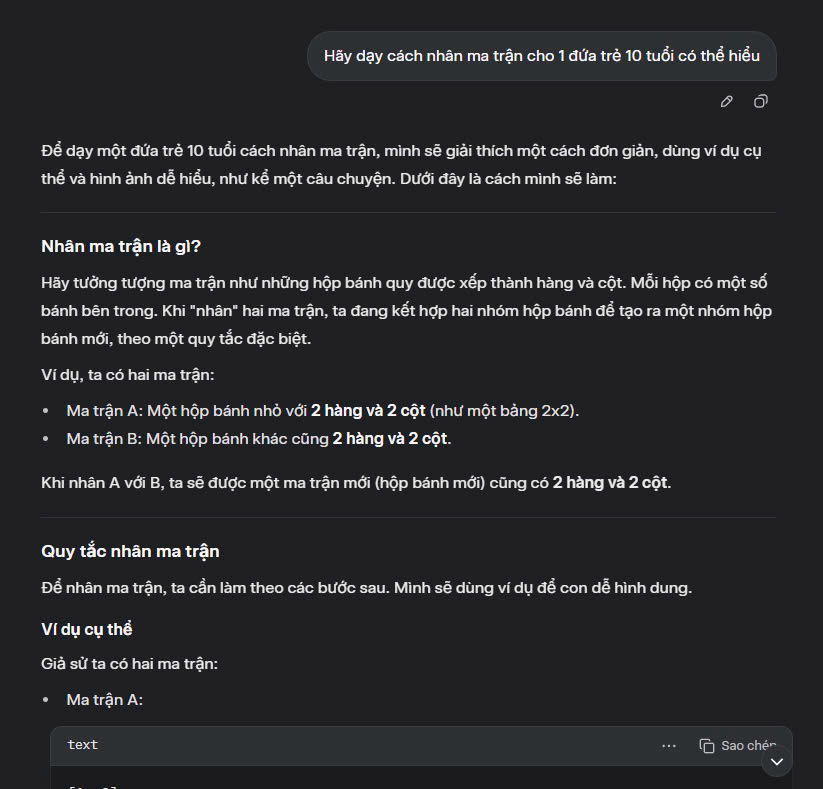 Hãy dạy cách nhân ma trận cho 1 đứa trẻ 10 tuổi có thể hiểu
Để dạy một đứa trẻ 10 tuổi cách nhân ma trận, mình sẽ giải thích một cách đơn giản, dùng ví dụ cụ
thể và hình ảnh dễ hiểu, như kể một câu chuyện. Dưới đây là cách mình sẽ làm:
Nhân ma trận là gì?
Hãy tưởng tượng ma trận như những hộp bánh quy được xếp thành hàng và cột. Mỗi hộp có một số
bánh bên trong. Khi "nhân" hai ma trận, ta đang kết hợp hai nhóm hộp bánh để tạo ra một nhóm hộp
bánh mới, theo một quy tắc đặc biệt.
Ví dụ, ta có hai ma trận:
• Ma trận A: Một hộp bánh nhỏ với 2 hàng và 2 cột (như một bảng 2x2).
• Ma trận B: Một hộp bánh khác cũng 2 hàng và 2 cột.
Khi nhân A với B, ta sẽ được một ma trận mới (hộp bánh mới) cũng có 2 hàng và 2 cột.
Quy tắc nhân ma trận
Để nhân ma trận, ta cần làm theo các bước sau. Mình sẽ dùng ví dụ để con dễ hình dung.
Ví dụ cụ thể
Giả sử ta có hai ma trận:
• Ma trận A:
text
Sao chép